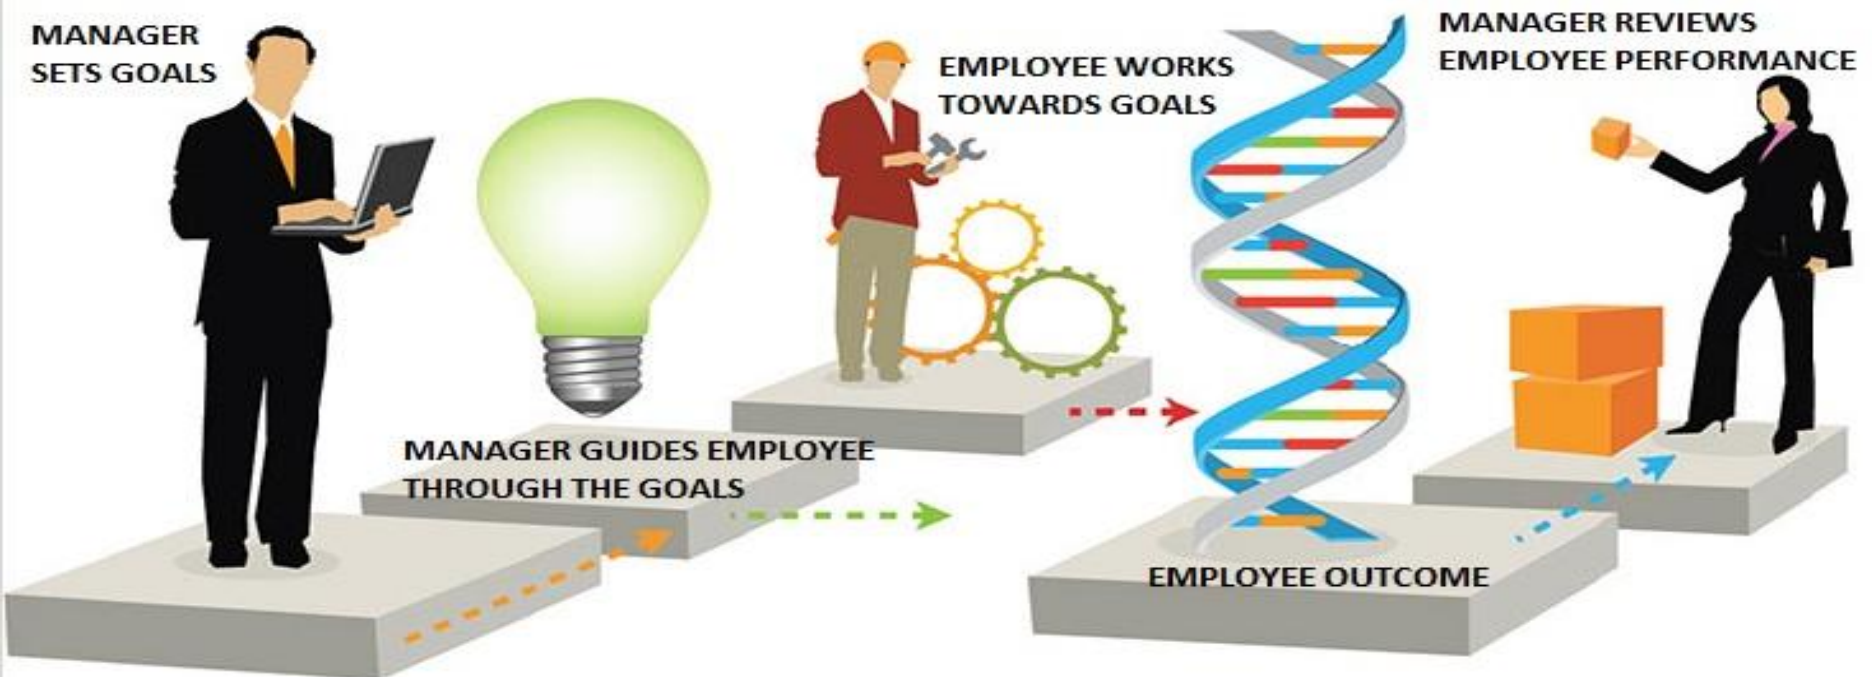 MANAGER
SETS GOALS
MANAGER GUIDES EMPLOYEE
THROUGH THE GOALS
EMPLOYEE WORKS
TOWARDS GOALS
EMPLOYEE OUTCOME
MANAGER REVIEWS
EMPLOYEE PERFORMANCE